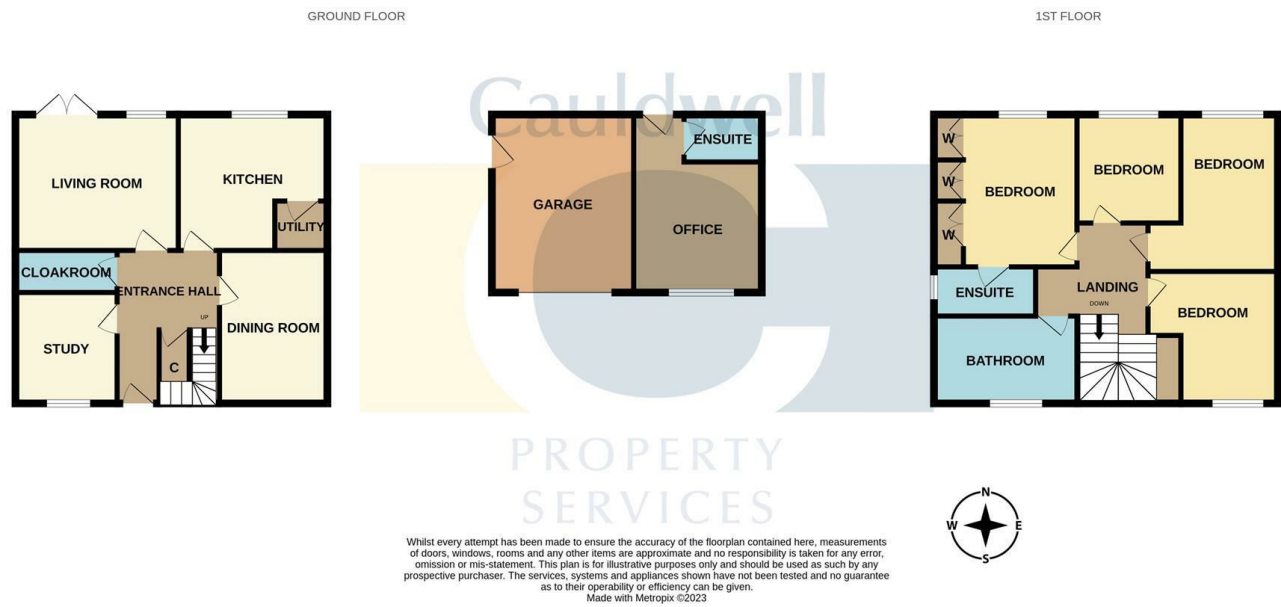 GROUND FLOOR
1ST FLOOR
Cauldwell
LIVING ROOM
KITCHEN
UTILITY
CLOAKROOM
ENTRANCE HALL
UP
DINING ROOM
STUDY
C
GARAGE
ENSUITE
OFFICE
W
W
W
BEDROOM
BEDROOM
BEDROOM
ENSUITE
LANDING
DOWN
BEDROOM
BATHROOM
C
PROPERTY
SERVICES
N
W
E
S
Whilst every attempt has been made to ensure the accuracy of the floorplan contained here, measurements
of doors, windows, rooms and any other items are approximate and no responsibility is taken for any error,
omission or mis-statement. This plan is for illustrative purposes only and should be used as such by any
prospective purchaser. The services, systems and appliances shown have not been tested and no guarantee
as to their operability or efficiency can be given.
Made with Metropix ©2023